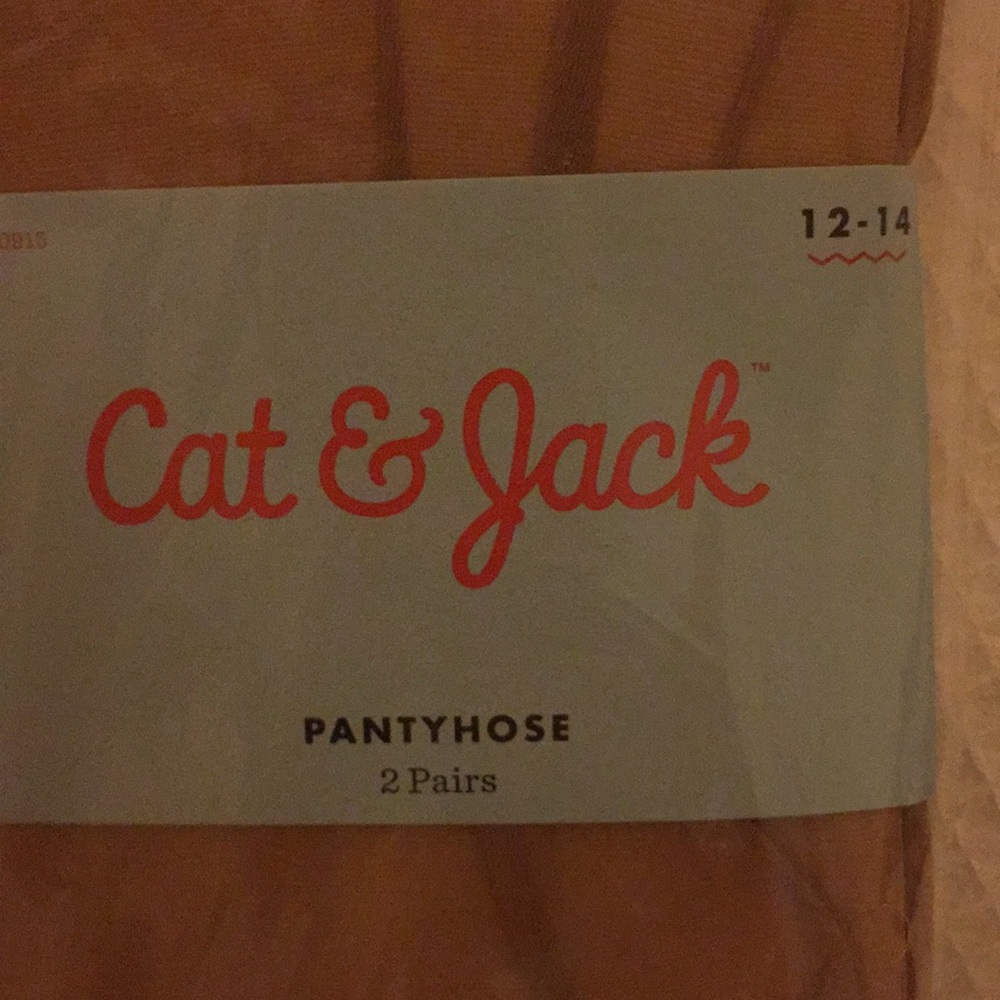 12-14
Cat & Jack™
PANTYHOSE
2 Pairs